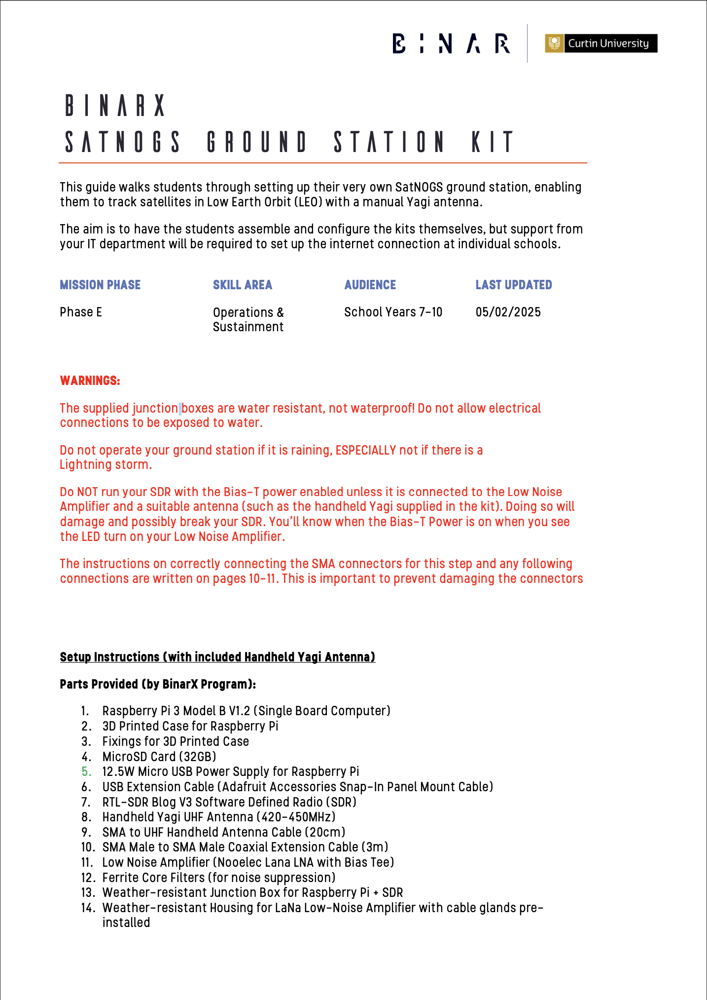 BINAR
Curtin University
BINARX
SATNOGS GROUND STATION KIT
This guide walks students through setting up their very own SatNOGS ground station, enabling
them to track satellites in Low Earth Orbit (LEO) with a manual Yagi antenna.
The aim is to have the students assemble and configure the kits themselves, but support from
your IT department will be required to set up the internet connection at individual schools.
MISSION PHASE SKILL AREA AUDIENCE LAST UPDATED
Phase E Operations & School Years 7-10 05/02/2025
Sustainment
WARNINGS:
The supplied junction boxes are water resistant, not waterproof! Do not allow electrical
connections to be exposed to water.
Do not operate your ground station if it is raining, ESPECIALLY not if there is a
Lightning storm.
Do NOT run your SDR with the Bias-T power enabled unless it is connected to the Low Noise
Amplifier and a suitable antenna (such as the handheld Yagi supplied in the kit). Doing so will
damage and possibly break your SDR. You'll know when the Bias-T Power is on when you see
the LED turn on your Low Noise Amplifier.
The instructions on correctly connecting the SMA connectors for this step and any following
connections are written on pages 10-11. This is important to prevent damaging the connectors
Setup Instructions (with included Handheld Yagi Antenna)
Parts Provided (by BinarX Program):
1. Raspberry Pi 3 Model B V1.2 (Single Board Computer)
2. 3D Printed Case for Raspberry Pi
3. Fixings for 3D Printed Case
4. MicroSD Card (32GB)
5. 12.5W Micro USB Power Supply for Raspberry Pi
6. USB Extension Cable (Adafruit Accessories Snap-In Panel Mount Cable)
7. RTL-SDR Blog V3 Software Defined Radio (SDR)
8. Handheld Yagi UHF Antenna (420-450MHz)
9. SMA to UHF Handheld Antenna Cable (20cm)
10. SMA Male to SMA Male Coaxial Extension Cable (3m)
11. Low Noise Amplifier (Nooelec Lana LNA with Bias Tee)
12. Ferrite Core Filters (for noise suppression)
13. Weather-resistant Junction Box for Raspberry Pi + SDR
14. Weather-resistant Housing for LaNa Low-Noise Amplifier with cable glands pre-
installed